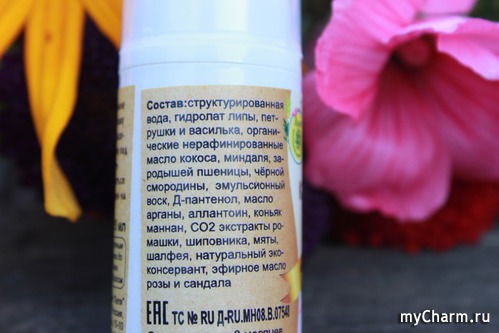 Состав:структурированная
вода, гидролат липы, пет-
рушки и василька, органи-
ческие нерафинированные
масло кокоса, миндаля, за-
родышей пшеницы, чёрной
смородины, эмульсионный
воск, Д-пантенол, масло
арганы, аллантоин, коньяк
маннан, СО2 экстракты ро-
машки, шиповника, мяты,
шалфея, натуральный эко-
консервант, эфирное масло
розы и сандала
ЕАС ТС № RU Д-RU.МН08.В.07540
myCharm.ru